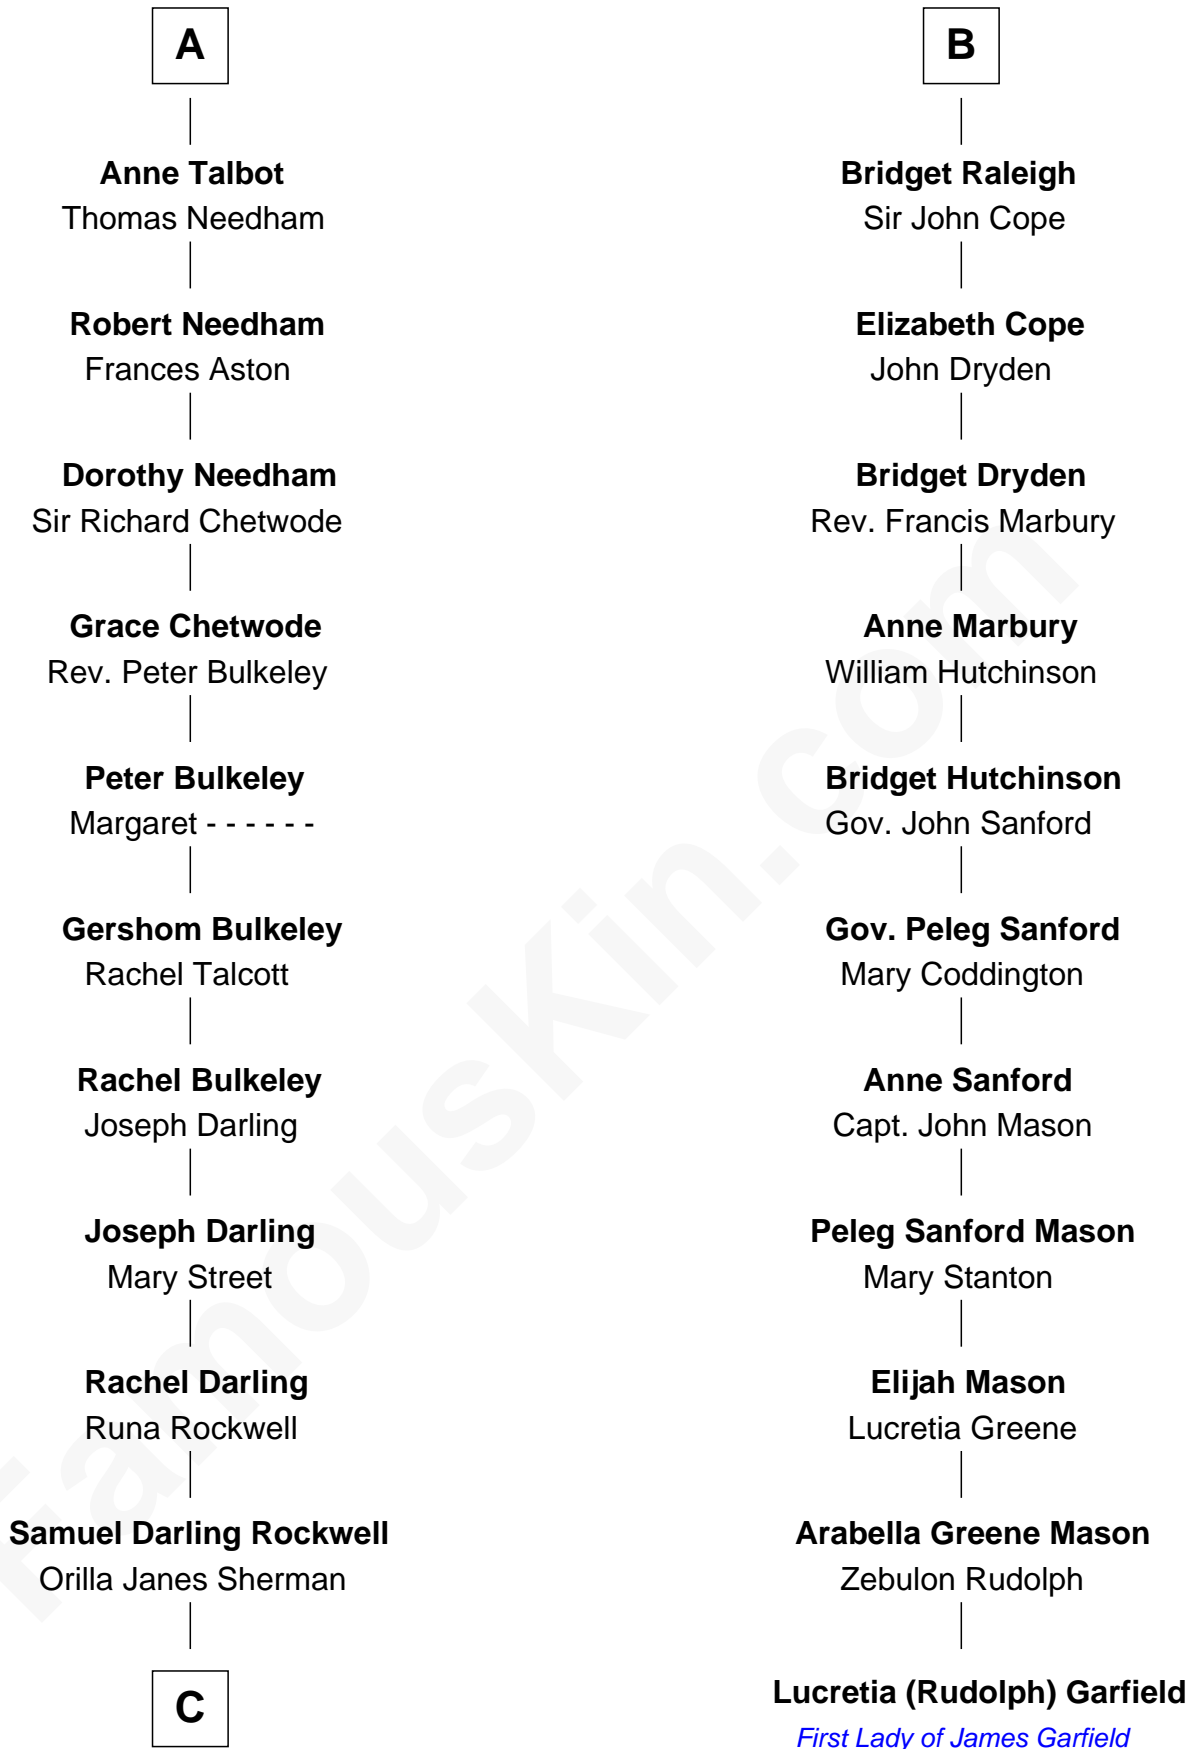 A
Anne Talbot
Thomas Needham
Robert Needham
Frances Aston
Dorothy Needham
Sir Richard Chetwode
Grace Chetwode
Rev. Peter Bulkeley
Peter Bulkeley
Margaret - - - - - -
Gershom Bulkeley
Rachel Talcott
Rachel Bulkeley
Joseph Darling
Joseph Darling
Mary Street
Rachel Darling
Runa Rockwell
Samuel Darling Rockwell
Orilla Janes Sherman
C
B
Bridget Raleigh
Sir John Cope
Elizabeth Cope
John Dryden
Bridget Dryden
Rev. Francis Marbury
Anne Marbury
William Hutchinson
Bridget Hutchinson
Gov. John Sanford
Gov. Peleg Sanford
Mary Coddington
Anne Sanford
Capt. John Mason
Peleg Sanford Mason
Mary Stanton
Elijah Mason
Lucretia Greene
Arabella Greene Mason
Zebulon Rudolph
Lucretia (Rudolph) Garfield
First Lady of James Garfield
FamousKin.com